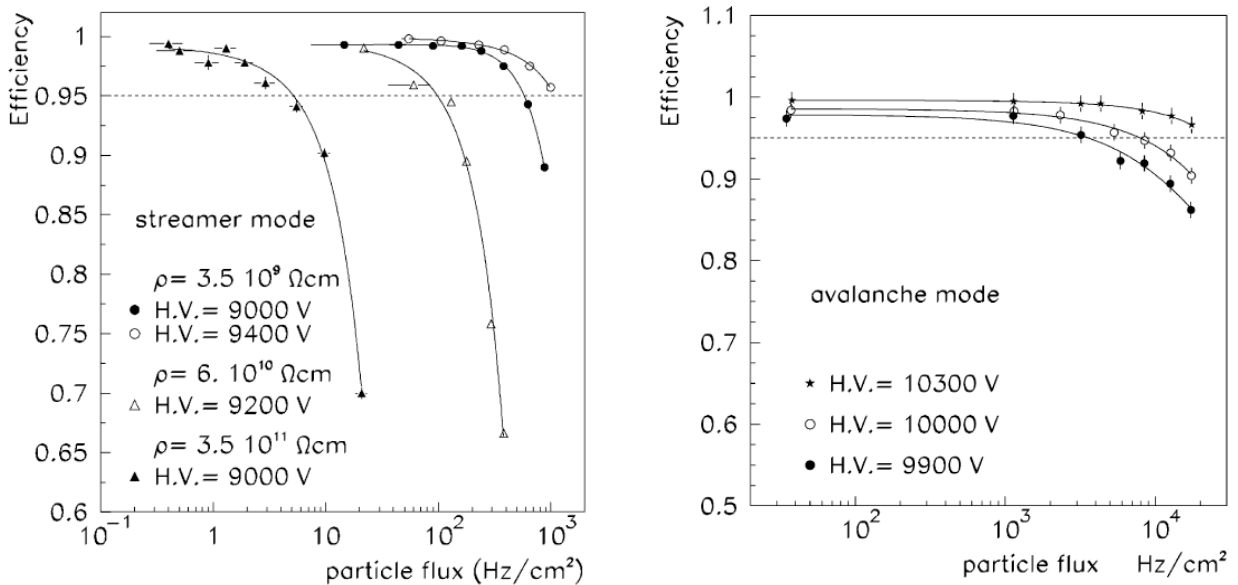 Efficiency
1
0.95
0.9
0.85
0.8
0.75
0.7
0.65
0.6
streamer mode
ρ= 3.5 10⁹ Ωcm
H.V.= 9000 V
H.V.= 9400 V
ρ= 6. 10¹⁰ Ωcm
H.V.= 9200 V
ρ= 3.5 10¹¹ Ωcm
H.V.= 9000 V
10⁻¹ 1 10 10² 10³
particle flux (Hz/cm²)
Efficiency
1.1
1
0.95
0.9
0.8
0.7
0.6
0.5
avalanche mode
H.V.= 10300 V
H.V.= 10000 V
H.V.= 9900 V
10² 10³ 10⁴
particle flux Hz/cm²